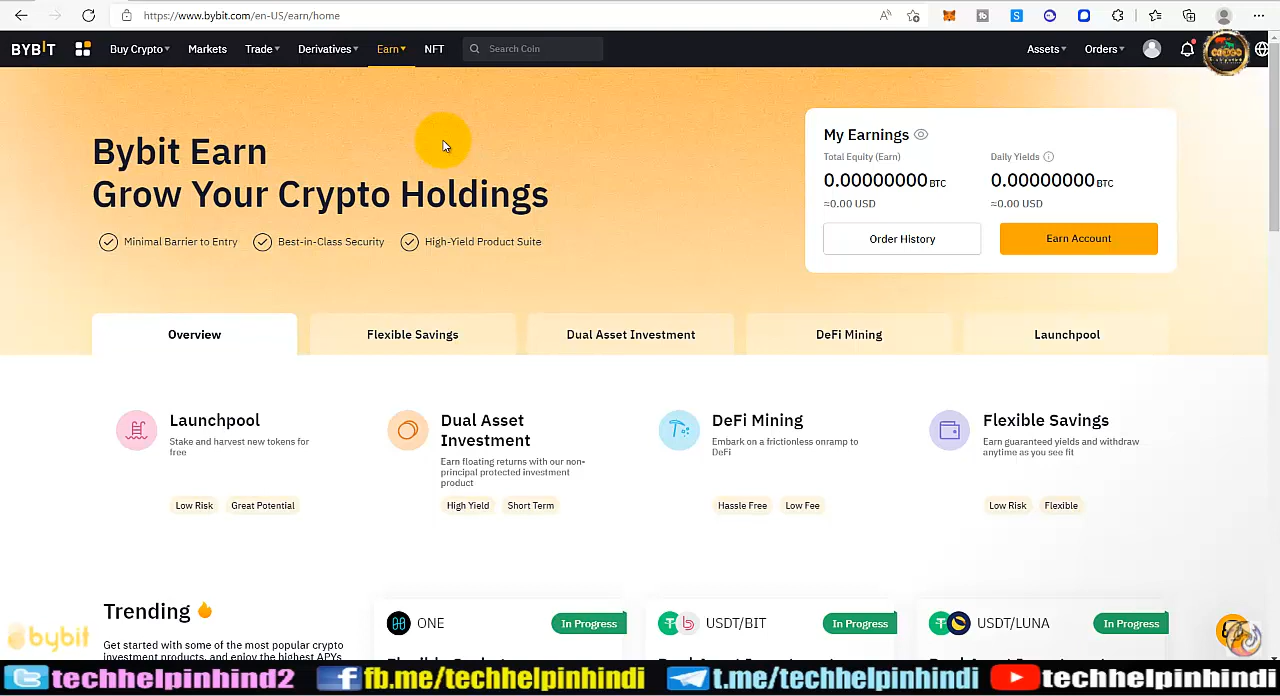 https://www.bybit.com/en-US/earn/home
BYBIT Buy Crypto Markets Trade Derivatives Earn NFT Search Coin Assets Orders
Bybit Earn
Grow Your Crypto Holdings
Minimal Barrier to Entry Best-in-Class Security High-Yield Product Suite
My Earnings
Total Equity (Earn) Daily Yields
0.00000000 BTC 0.00000000 BTC
≈0.00 USD ≈0.00 USD
Order History Earn Account
Overview Flexible Savings Dual Asset Investment DeFi Mining Launchpool
Launchpool
Stake and harvest new tokens for
free
Low Risk Great Potential
Dual Asset
Investment
Earn floating returns with our non-
principal protected investment
product
High Yield Short Term
DeFi Mining
Embark on a frictionless onramp to
DeFi
Hassle Free Low Fee
Flexible Savings
Earn guaranteed yields and withdraw
anytime as you see fit
Low Risk Flexible
Trending
Get started with some of the most popular crypto
investment products, and enjoy the highest APYs
ONE In Progress
USDT/BIT In Progress
USDT/LUNA In Progress
bybit
techhelpinhindi2 fb.me/techhelpinhindi t.me/techhelpinhindi techhelpinhindi